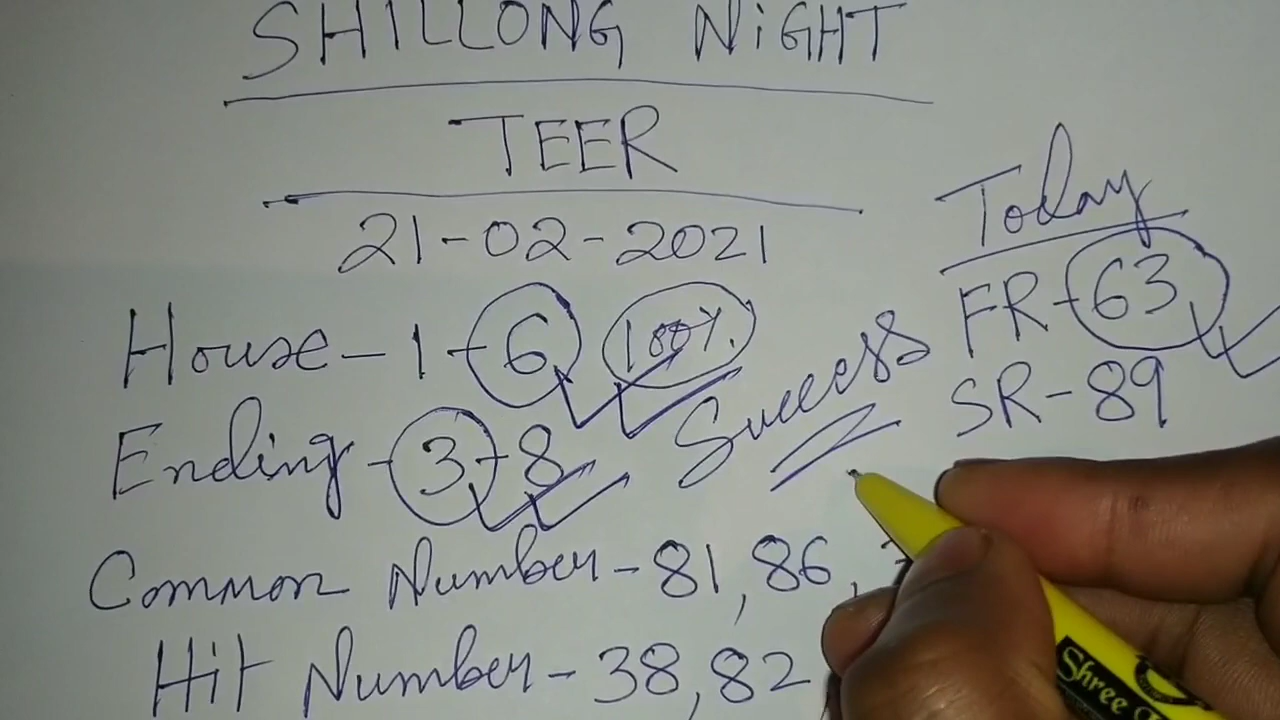 SHILLONG NiGHT
TEER
21-02-2021
Today
House-1-6 100%.
FR-63
Ending-3-8 Success
SR-89
Common Number-81, 86,
Hit Number-38, 82
Shree